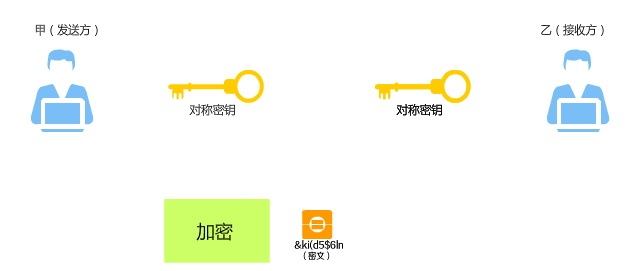 甲（发送方）
乙（接收方）
对称密钥
对称密钥
加密
&ki(d5$6ln
（密文）